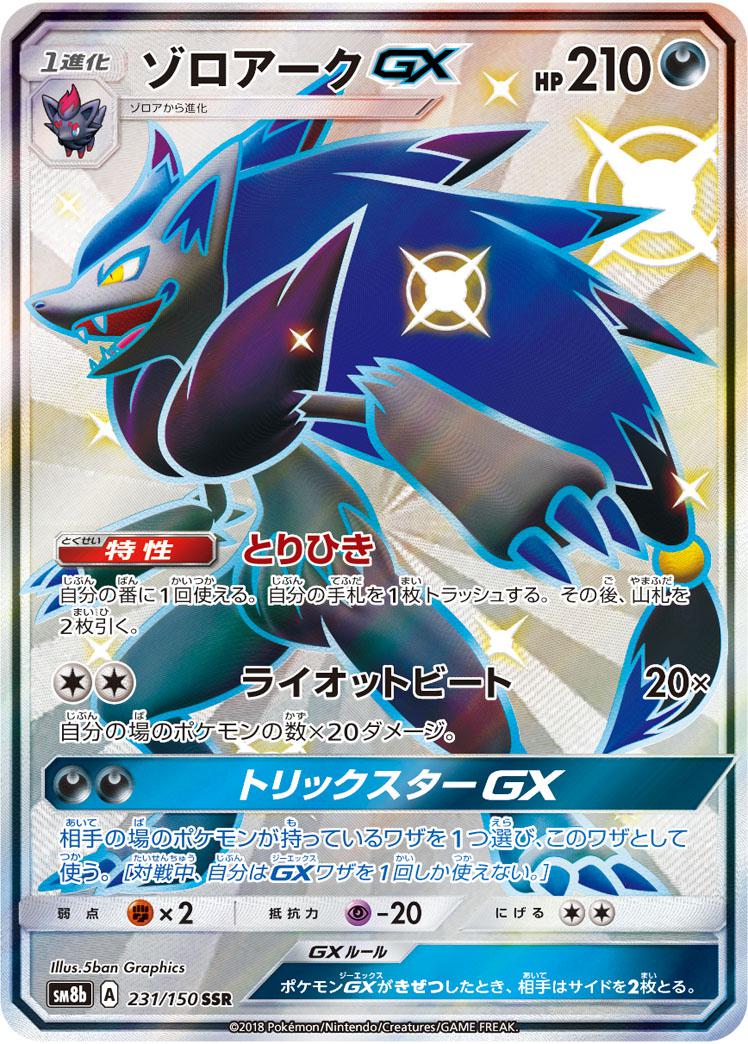 1進化
ゾロアークGX
HP 210
ゾロアから進化
とくせい
特性 とりひき
自分の番に1回使える。自分の手札を1枚トラッシュする。その後、山札を
2枚引く。
ライオットビート 20×
自分の場のポケモンの数×20ダメージ。
トリックスターGX
相手の場のポケモンが持っているワザを1つ選び、このワザとして
使う。[対戦中、自分はGXワザを1回しか使えない。]
弱点 ×2 抵抗力 -20 にげる
GXルール
ポケモンGXがきぜつしたとき、相手はサイドを2枚とる。
Illus.5ban Graphics
SM8b A 231/150 SSR
©2018 Pokémon/Nintendo/Creatures/GAME FREAK.